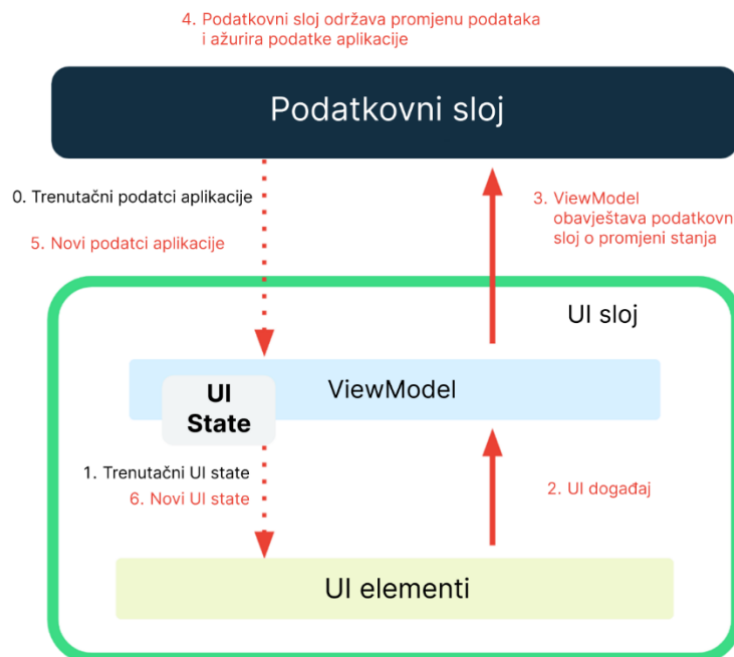 4. Podatkovni sloj održava promjenu podataka
i ažurira podatke aplikacije
Podatkovni sloj
0. Trenutačni podatci aplikacije
5. Novi podatci aplikacije
3. ViewModel
obavještava podatkovn
sloj o promjeni stanja
UI sloj
ViewModel
UI
State
1. Trenutačni UI state
6. Novi UI state
2. UI događaj
UI elementi